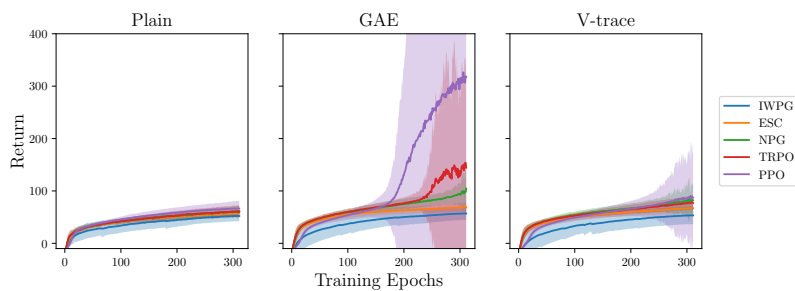 Plain
GAE
V-trace
400
300
200
100
0
Return
0 100 200 300
0 100 200 300
0 100 200 300
Training Epochs
IWPG
ESC
NPG
TRPO
PPO